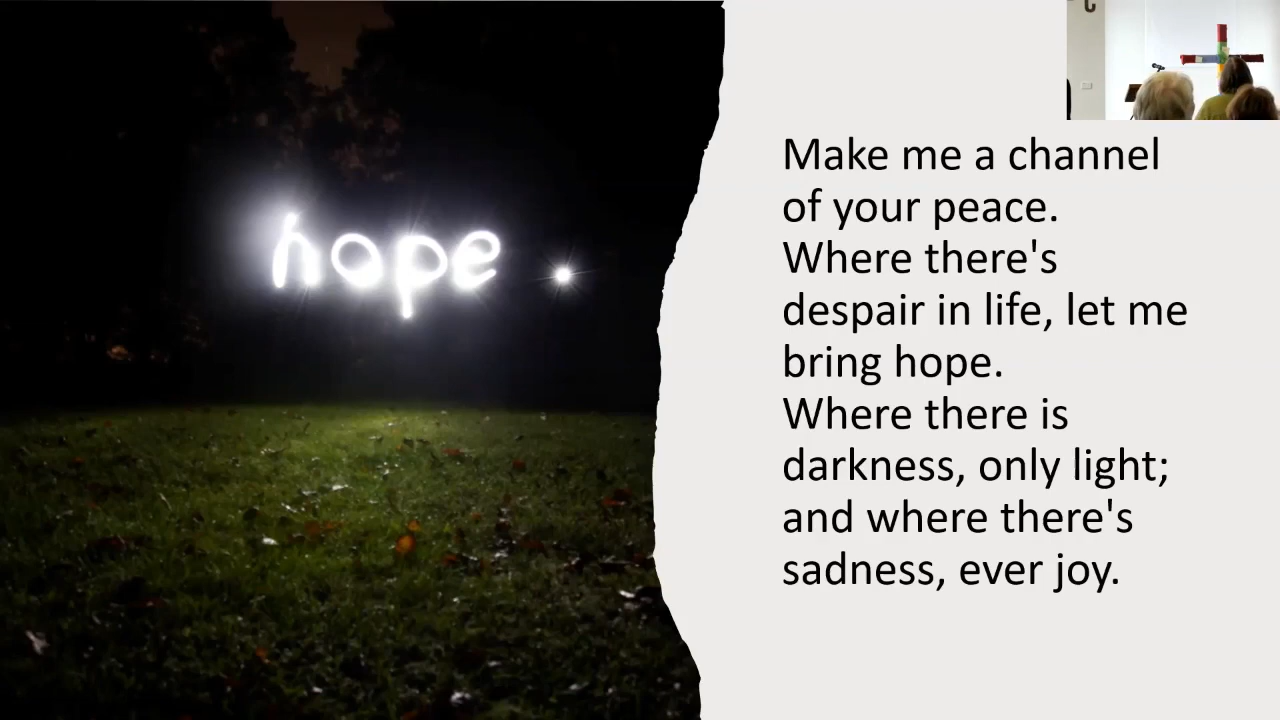 hope.
Make me a channel
of your peace.
Where there's
despair in life, let me
bring hope.
Where there is
darkness, only light;
and where there's
sadness, ever joy.